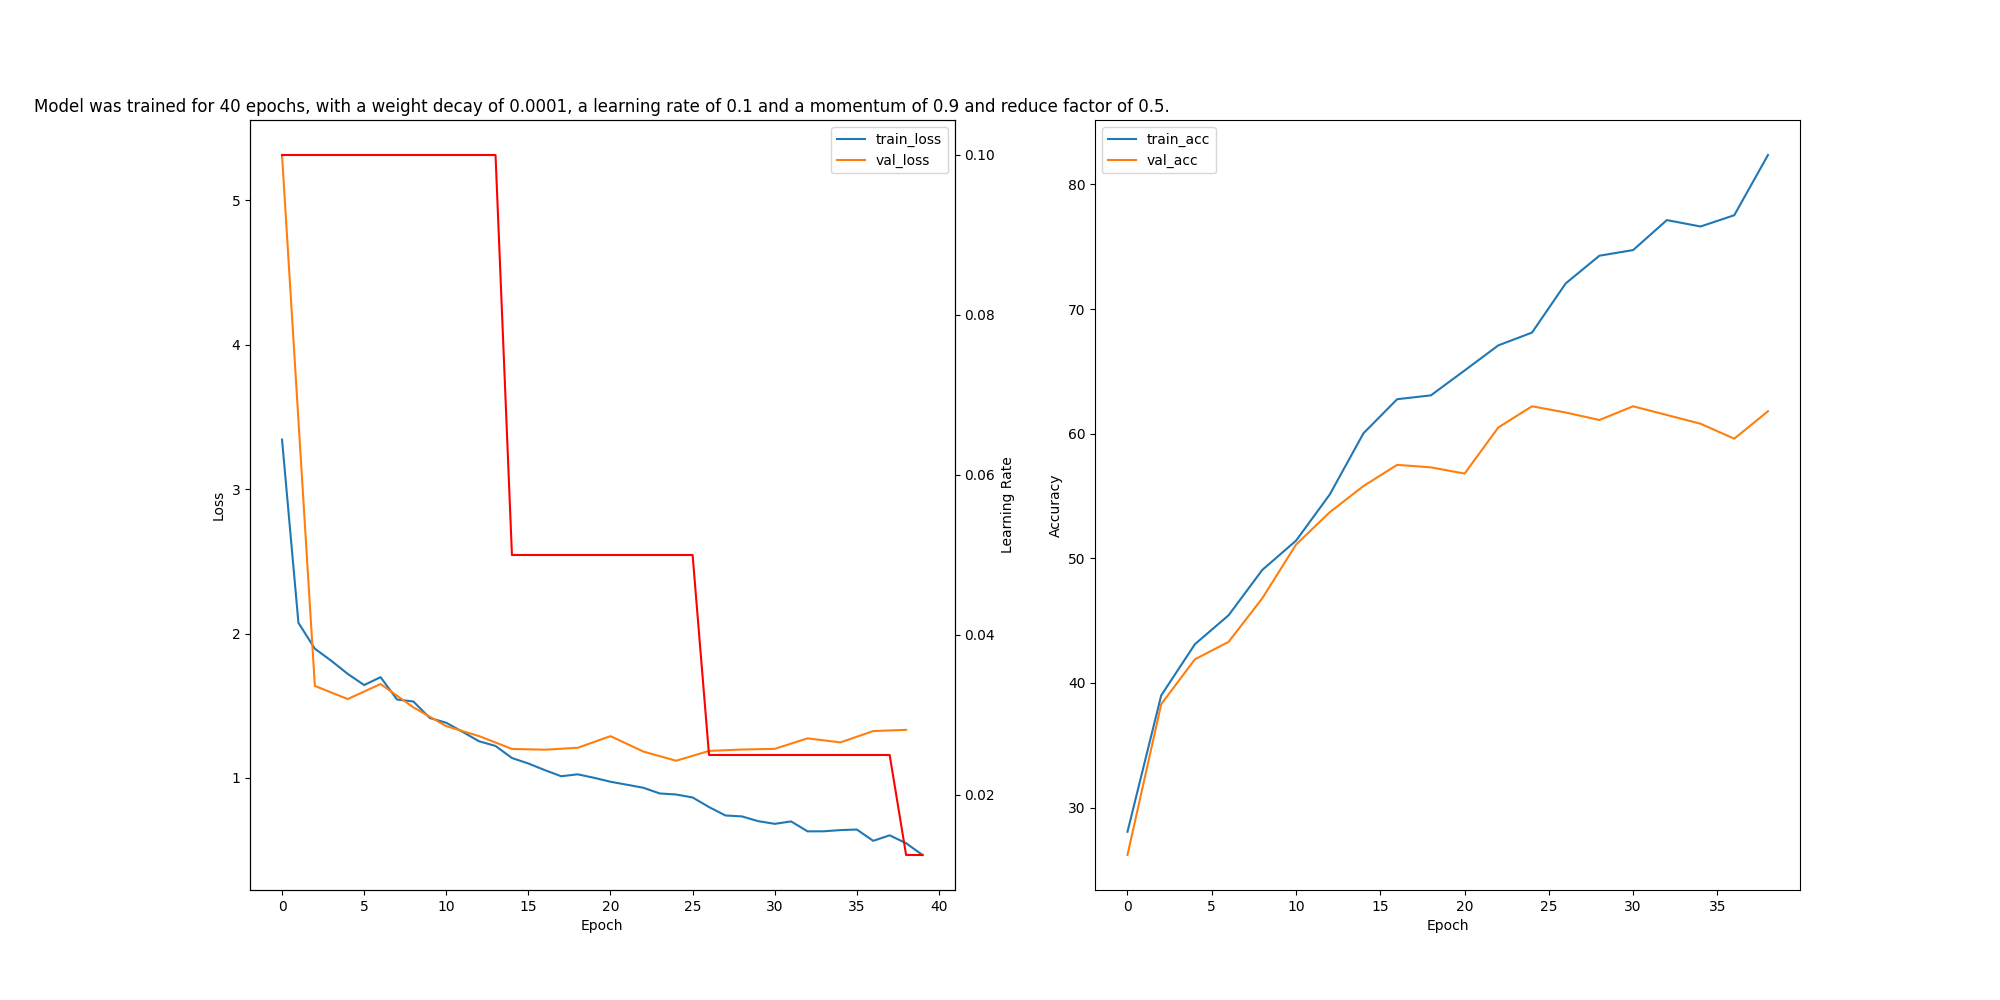 Model was trained for 40 epochs, with a weight decay of 0.0001, a learning rate of 0.1 and a momentum of 0.9 and reduce factor of 0.5.
train_loss
val_loss
5
4
3
2
1
Loss
0.10
0.08
0.06
0.04
0.02
Learning Rate
0 5 10 15 20 25 30 35 40
Epoch
train_acc
val_acc
80
70
60
50
40
30
Accuracy
0 5 10 15 20 25 30 35
Epoch